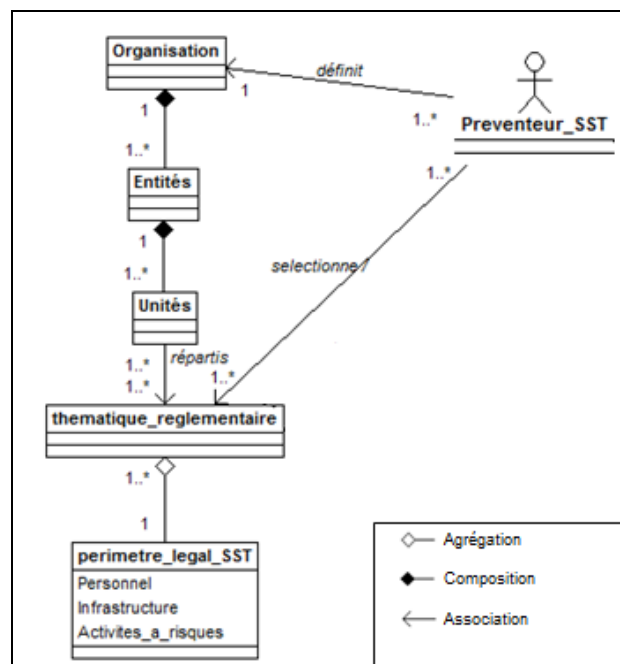 Organisation
définit
1
1
1..*
Preventeur_SST
1..*
1..*
Entités
1
selectionne /
1..*
Unités
répartis
1..*
1..*
1..*
thematique_reglementaire
1..*
1
perimetre_legal_SST
Personnel
Infrastructure
Activites_a_risques
Agrégation
Composition
Association